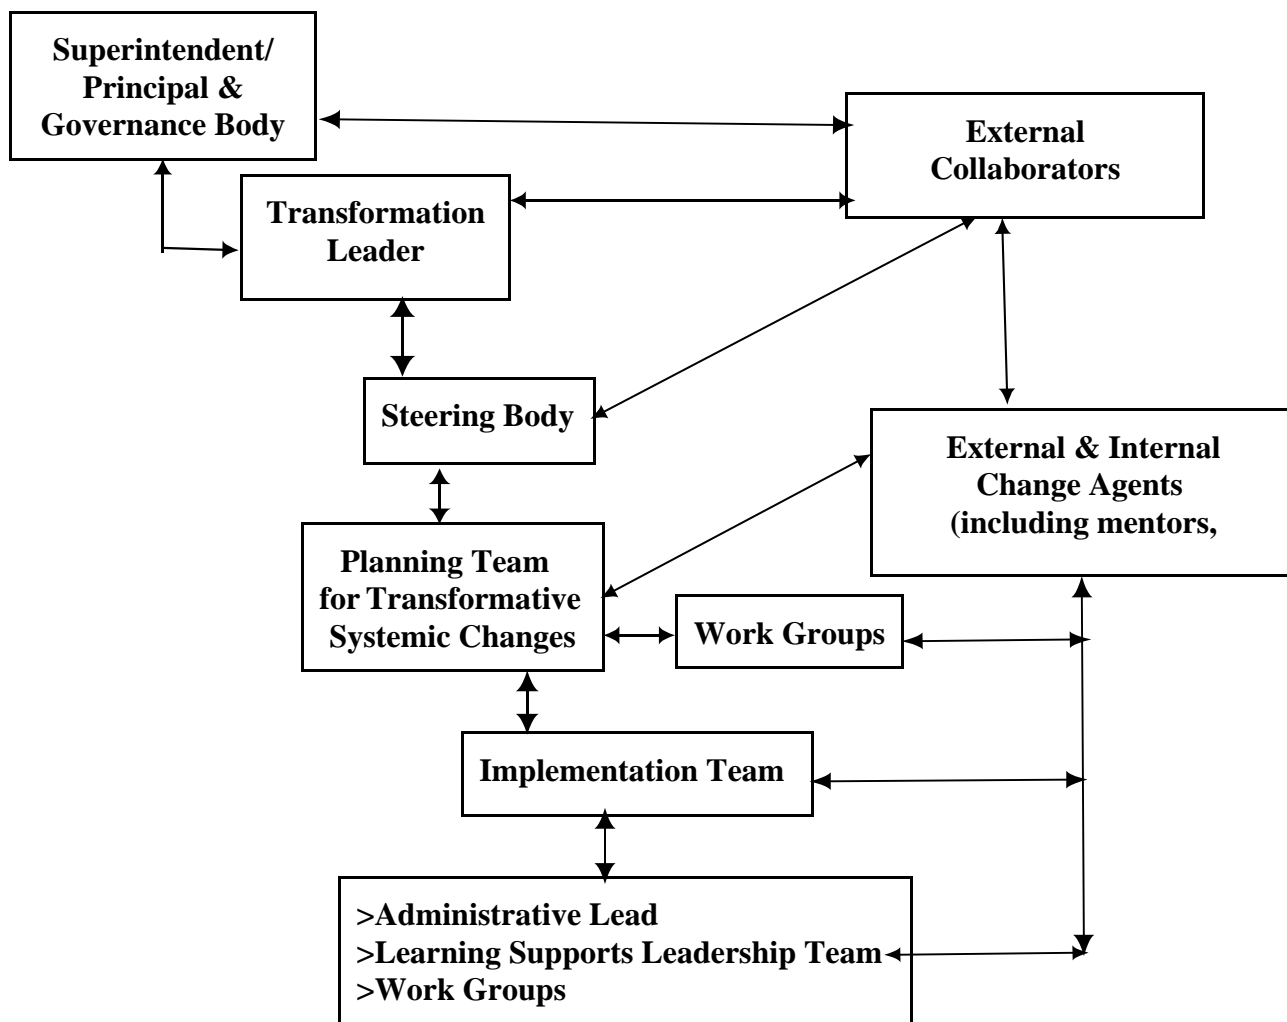 Superintendent/
Principal &
Governance Body
External
Collaborators
Transformation
Leader
Steering Body
External & Internal
Change Agents
(including mentors,
Planning Team
for Transformative
Systemic Changes
Work Groups
Implementation Team
>Administrative Lead
>Learning Supports Leadership Team
>Work Groups